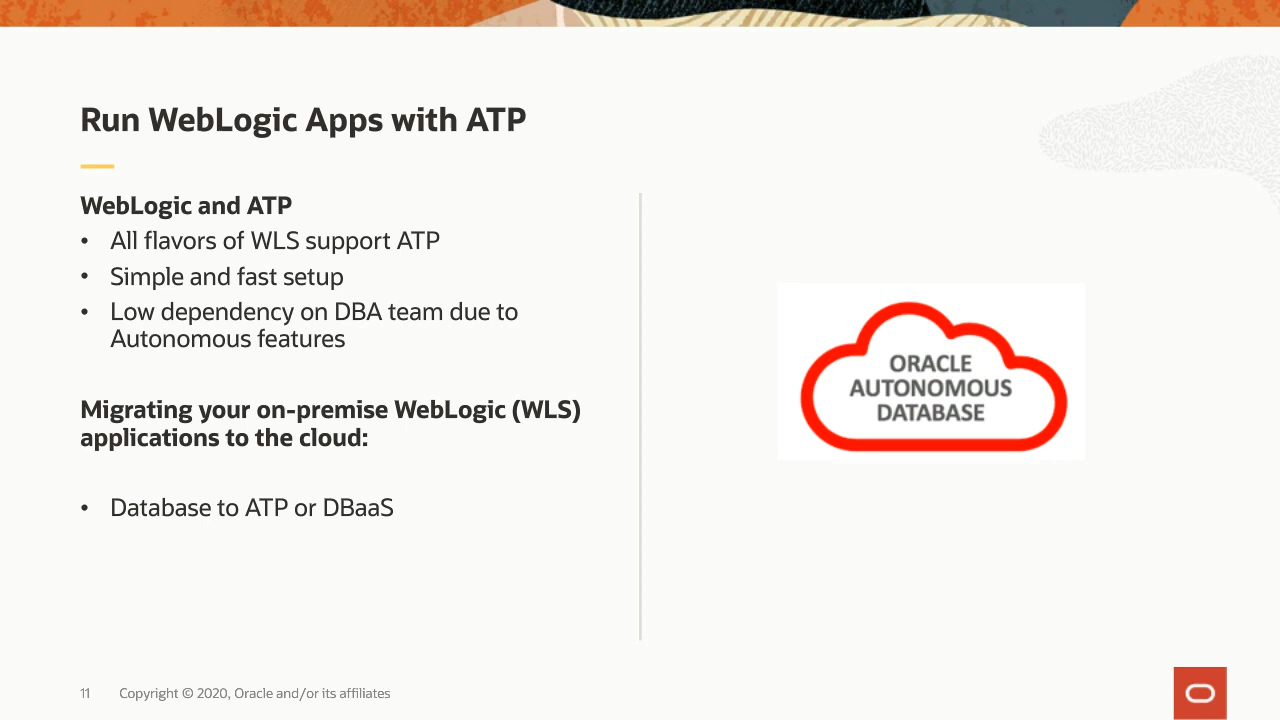 Run WebLogic Apps with ATP
WebLogic and ATP
• All flavors of WLS support ATP
• Simple and fast setup
• Low dependency on DBA team due to
Autonomous features
Migrating your on-premise WebLogic (WLS)
applications to the cloud:
• Database to ATP or DBaaS
ORACLE
AUTONOMOUS
DATABASE
11 Copyright © 2020, Oracle and/or its affiliates